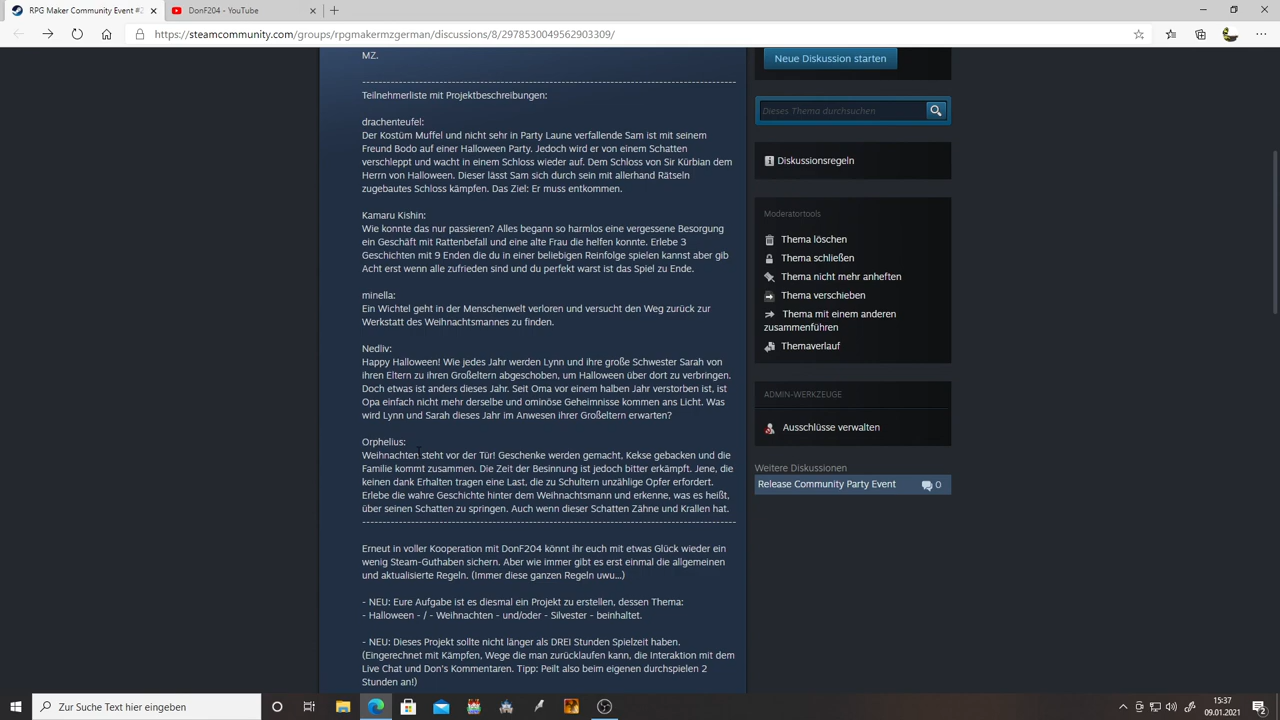 RPG Maker Community Event #2
DonF204 - YouTube
https://steamcommunity.com/groups/rpgmakermzgerman/discussions/8/2978530049562903309/
MZ.
Teilnehmerliste mit Projektbeschreibungen:
drachenteufel:
Der Kostüm Muffel und nicht sehr in Party Laune verfallende Sam ist mit seinem
Freund Bodo auf einer Halloween Party. Jedoch wird er von einem Schatten
verschleppt und wacht in einem Schloss wieder auf. Dem Schloss von Sir Kürbian dem
Herrn von Halloween. Dieser lässt Sam sich durch sein mit allerhand Rätseln
zugebautes Schloss kämpfen. Das Ziel: Er muss entkommen.
Kamaru Kishin:
Wie konnte das nur passieren? Alles begann so harmlos eine vergessene Besorgung
ein Geschäft mit Rattenbefall und eine alte Frau die helfen konnte. Erlebe 3
Geschichten mit 9 Enden die du in einer beliebigen Reinfolge spielen kannst aber gib
Acht erst wenn alle zufrieden sind und du perfekt warst ist das Spiel zu Ende.
minella:
Ein Wichtel geht in der Menschenwelt verloren und versucht den Weg zurück zur
Werkstatt des Weihnachtsmannes zu finden.
Nedliv:
Happy Halloween! Wie jedes Jahr werden Lynn und ihre große Schwester Sarah von
ihren Eltern zu ihren Großeltern abgeschoben, um Halloween über dort zu verbringen.
Doch etwas ist anders dieses Jahr. Seit Oma vor einem halben Jahr verstorben ist, ist
Opa einfach nicht mehr derselbe und ominöse Geheimnisse kommen ans Licht. Was
wird Lynn und Sarah dieses Jahr im Anwesen ihrer Großeltern erwarten?
Orphelius:
Weihnachten steht vor der Tür! Geschenke werden gemacht, Kekse gebacken und die
Familie kommt zusammen. Die Zeit der Besinnung ist jedoch bitter erkämpft. Jene, die
keinen dank Erhalten tragen eine Last, die zu Schultern unzählige Opfer erfordert.
Erlebe die wahre Geschichte hinter dem Weihnachtsmann und erkenne, was es heißt,
über seinen Schatten zu springen. Auch wenn dieser Schatten Zähne und Krallen hat.
Erneut in voller Kooperation mit DonF204 könnt ihr euch mit etwas Glück wieder ein
wenig Steam-Guthaben sichern. Aber wie immer gibt es erst einmal die allgemeinen
und aktualisierte Regeln. (Immer diese ganzen Regeln uwu...)
- NEU: Eure Aufgabe ist es diesmal ein Projekt zu erstellen, dessen Thema:
- Halloween - / - Weihnachten - und/oder - Silvester - beinhaltet.
- NEU: Dieses Projekt sollte nicht länger als DREI Stunden Spielzeit haben.
(Eingerechnet mit Kämpfen, Wege die man zurücklaufen kann, die Interaktion mit dem
Live Chat und Don's Kommentaren. Tipp: Peilt also beim eigenen durchspielen 2
Stunden an!)
Neue Diskussion starten
Dieses Thema durchsuchen
Diskussionsregeln
Moderatortools
Thema löschen
Thema schließen
Thema nicht mehr anheften
Thema verschieben
Thema mit einem anderen
zusammenführen
Themaverlauf
ADMIN-WERKZEUGE
Ausschlüsse verwalten
Weitere Diskussionen
Release Community Party Event 0
Zur Suche Text hier eingeben
15:37
09.01.2021
2